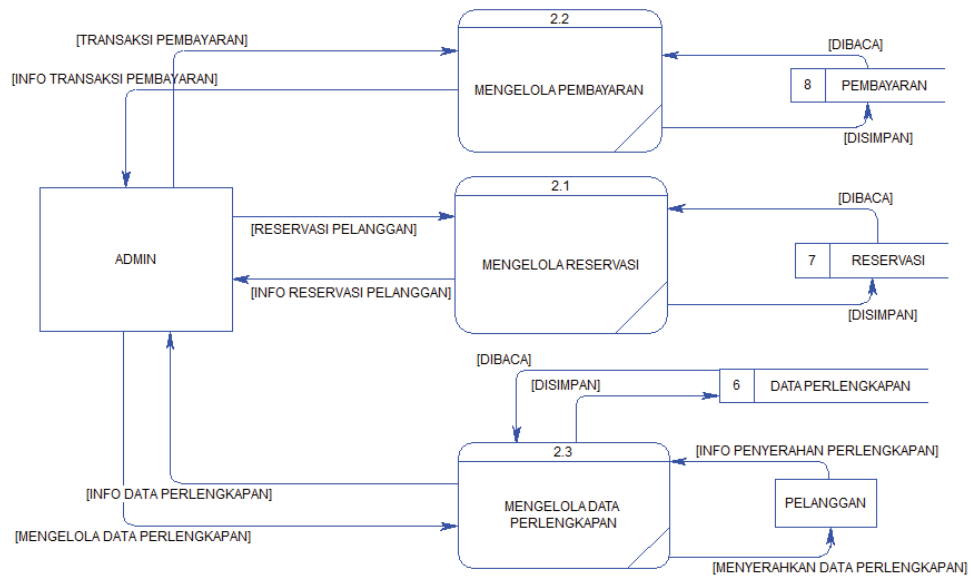 2.2
[TRANSAKSI PEMBAYARAN]
[DIBACA]
[INFO TRANSAKSI PEMBAYARAN]
MENGELOLA PEMBAYARAN
8 PEMBAYARAN
[DISIMPAN]
2.1
[DIBACA]
[RESERVASI PELANGGAN]
ADMIN
MENGELOLA RESERVASI
7 RESERVASI
[INFO RESERVASI PELANGGAN]
[DISIMPAN]
[DIBACA]
[DISIMPAN]
6 DATA PERLENGKAPAN
2.3
[INFO PENYERAHAN PERLENGKAPAN]
[INFO DATA PERLENGKAPAN]
MENGELOLA DATA
PERLENGKAPAN
PELANGGAN
[MENGELOLA DATA PERLENGKAPAN]
[MENYERAHKAN DATA PERLENGKAPAN]